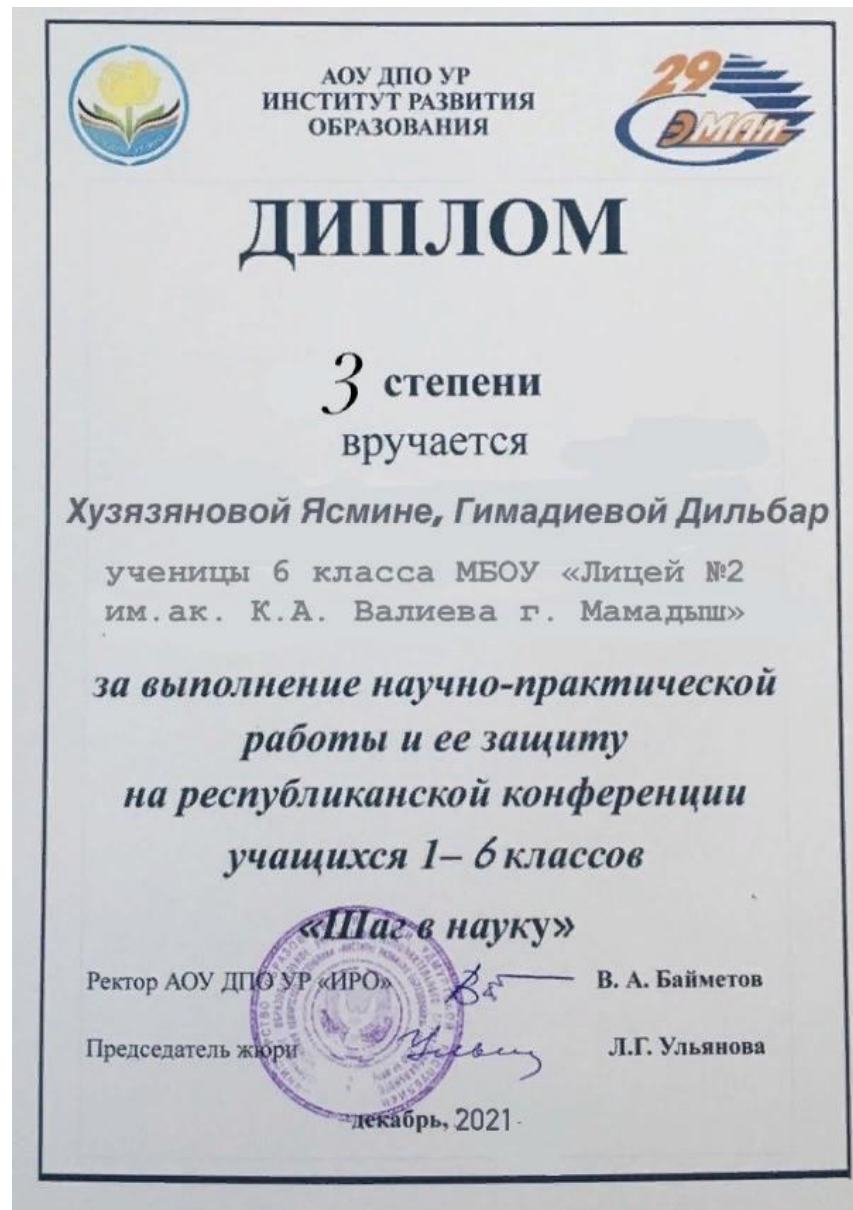 АОУ ДПО УР
ИНСТИТУТ РАЗВИТИЯ
ОБРАЗОВАНИЯ
29
ЭМАИ
ДИПЛОМ
3 степени
вручается
Хузязяновой Ясмине, Гимадиевой Дильбар
ученицы 6 класса МБОУ «Лицей №2
им.ак. К.А. Валиева г. Мамадыш»
за выполнение научно-практической
работы и ее защиту
на республиканской конференции
учащихся 1– 6 классов
«Шаг в науку»
Ректор АОУ ДПО УР «ИРО» В. А. Байметов
Председатель жюри Л.Г. Ульянова
декабрь, 2021